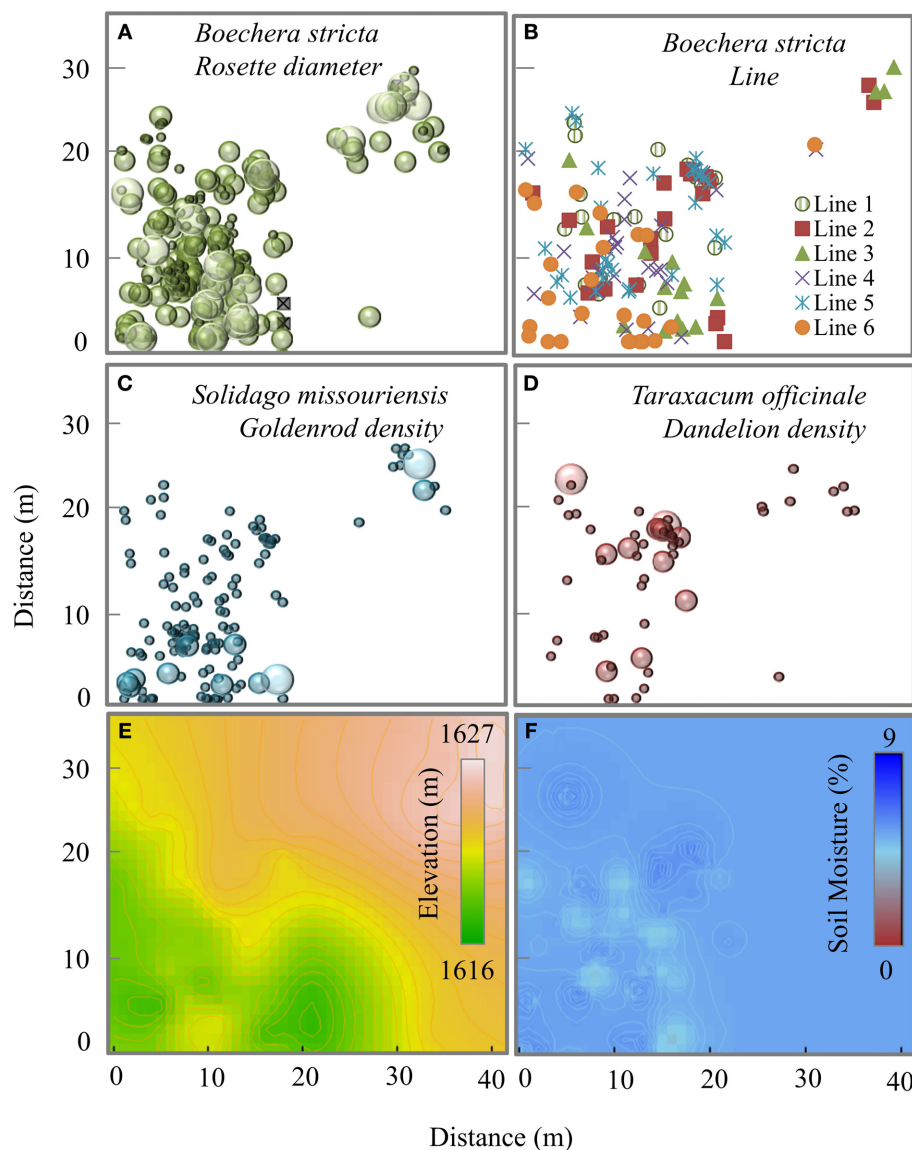 A
Boechera stricta
Rosette diameter
30
20
10
0
B
Boechera stricta
Line
Line 1
Line 2
Line 3
Line 4
Line 5
Line 6
C
Solidago missouriensis
Goldenrod density
30
20
10
0
Distance (m)
D
Taraxacum officinale
Dandelion density
E
1627
Elevation (m)
1616
30
20
10
0
0 10 20 30 40
F
9
Soil Moisture (%)
0
0 10 20 30 40
Distance (m)